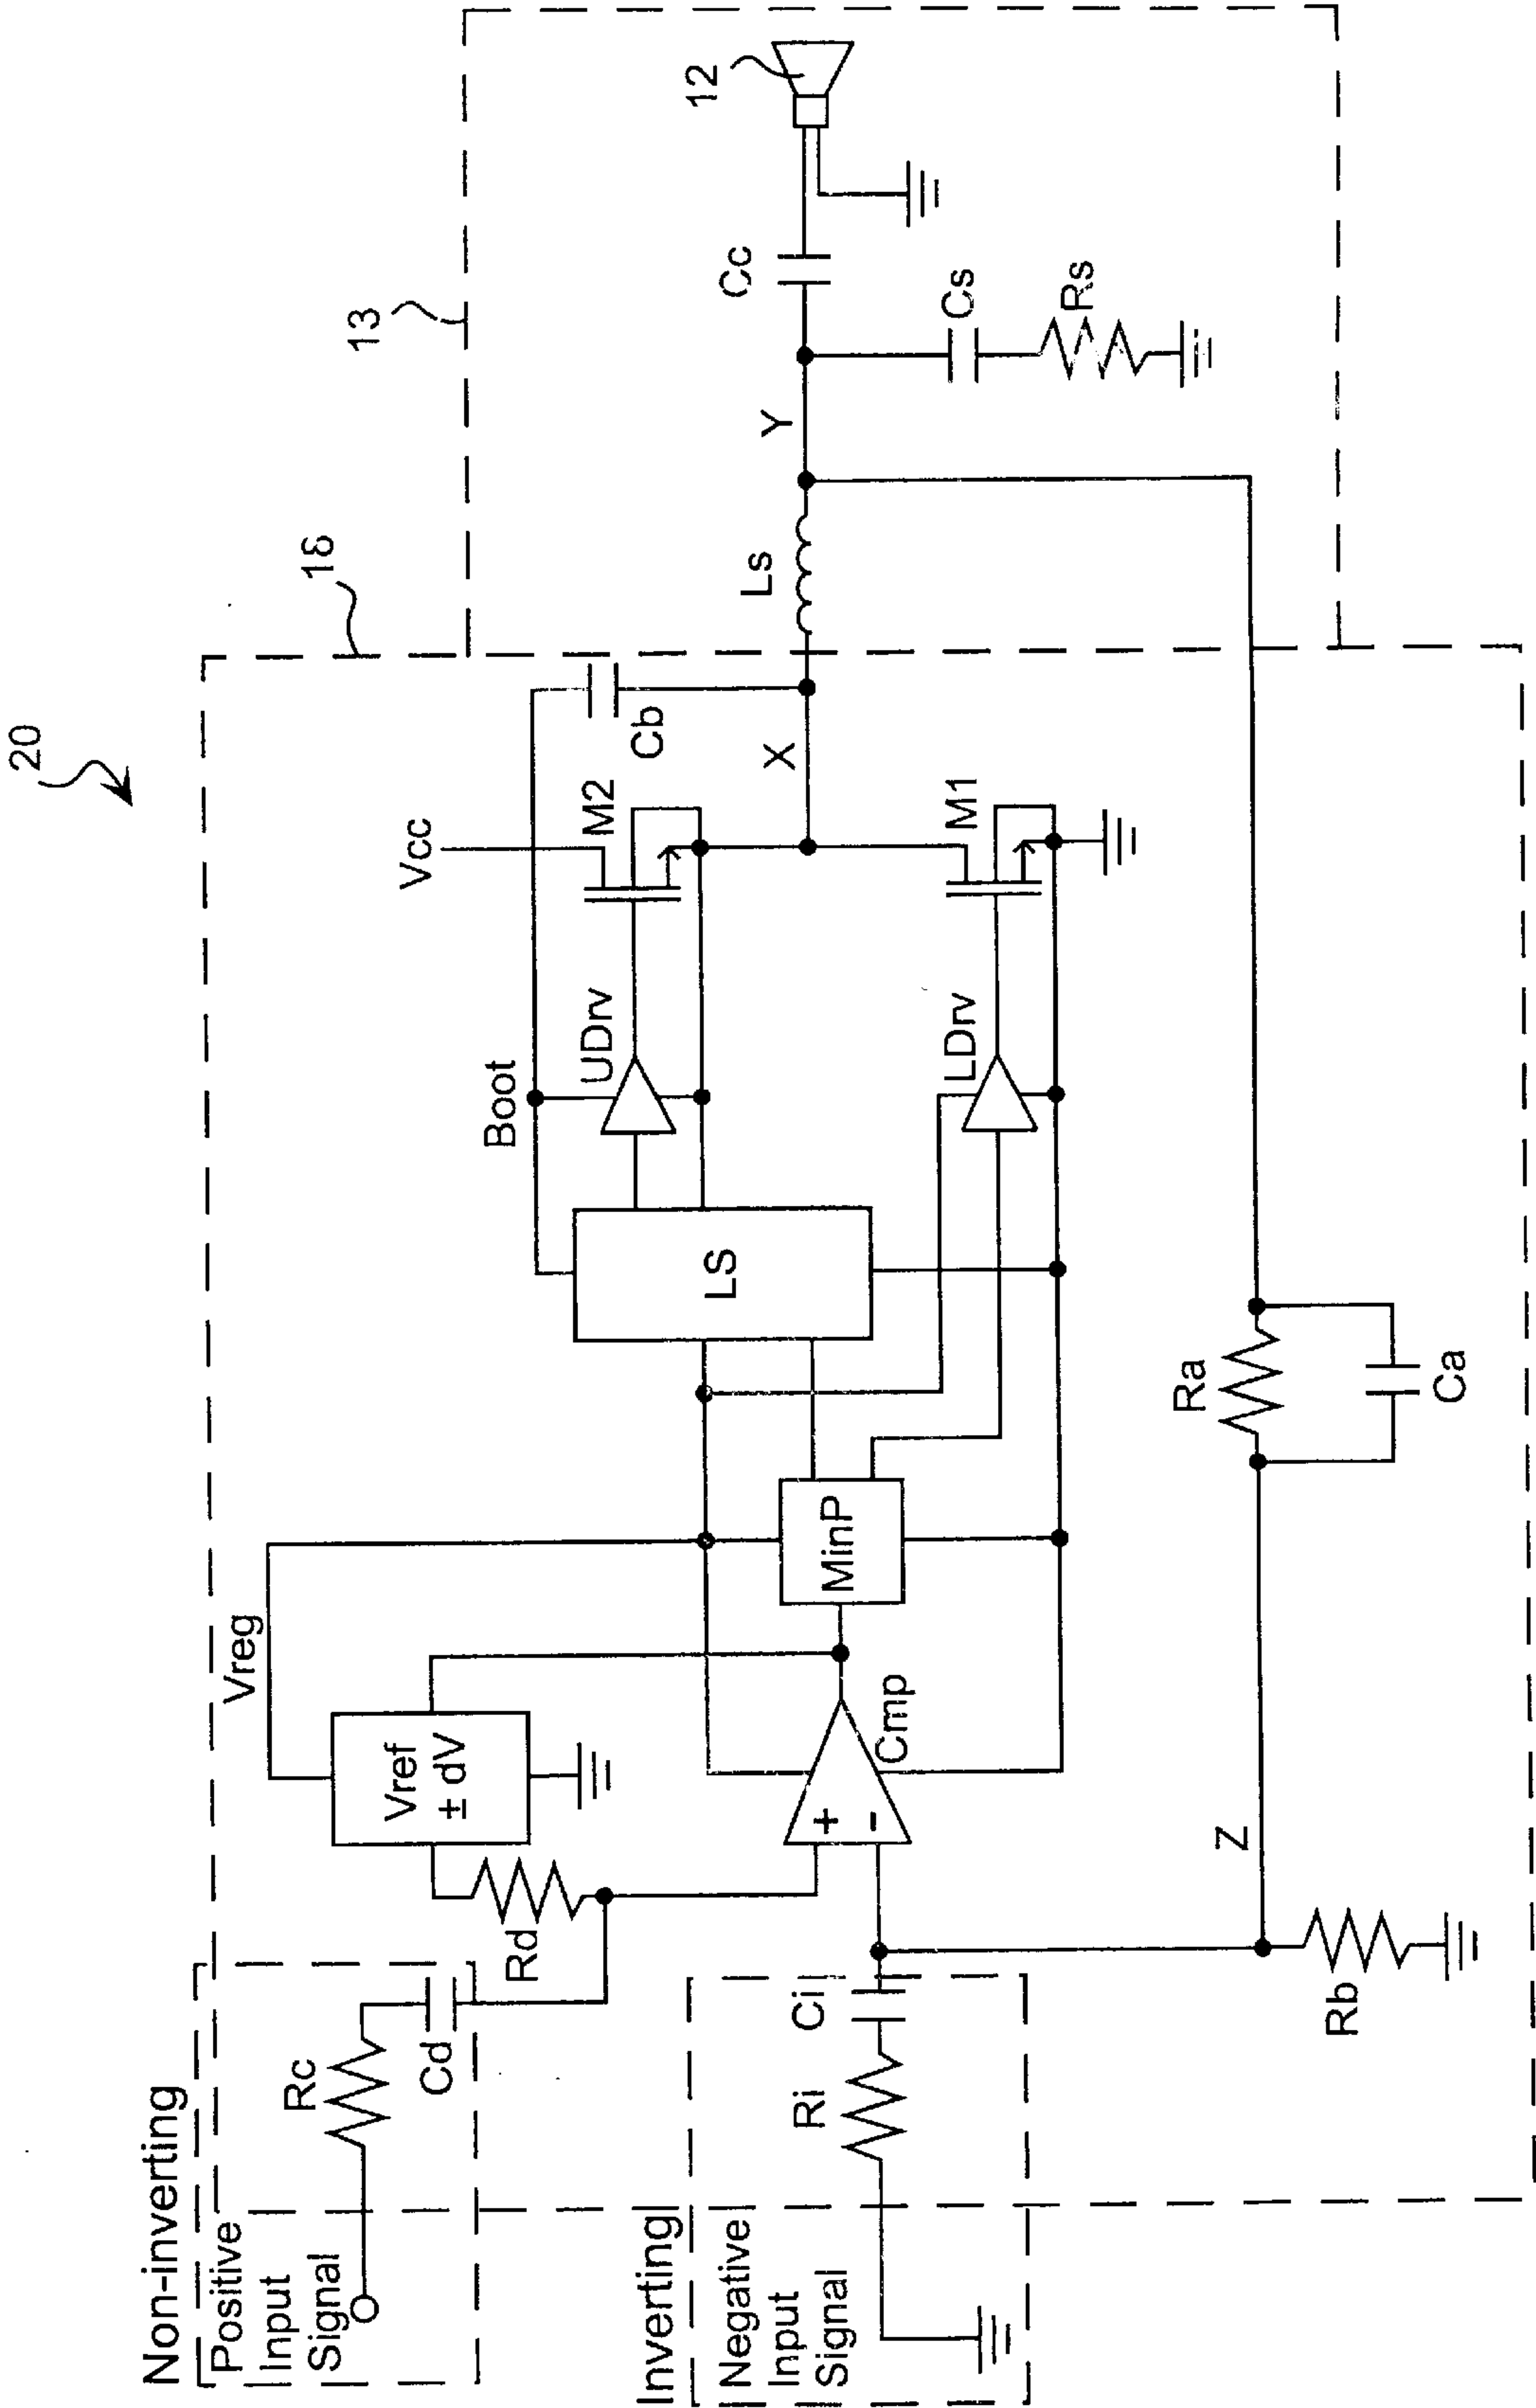 20
18
13
12
Non-inverting
Positive
Input
Signal
Rc
Cd
Rd
Vref
± dV
Vreg
Inverting
Negative
Input
Signal
Ri
Ci
+
-
Cmp
MinP
LS
Boot
UDrv
LDrv
Vcc
M2
M1
Cb
X
Ls
Y
Cc
Cs
Rs
Z
Rb
Ra
Ca